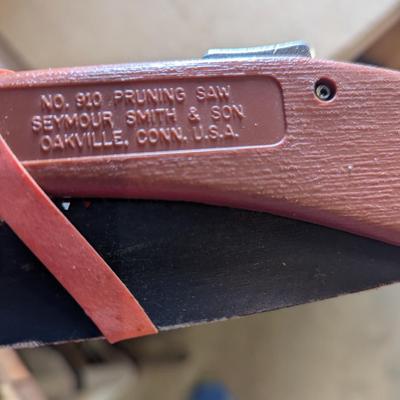 NO. 910 PRUNING SAW
SEYMOUR SMITH & SON
OAKVILLE, CONN. U.S.A.